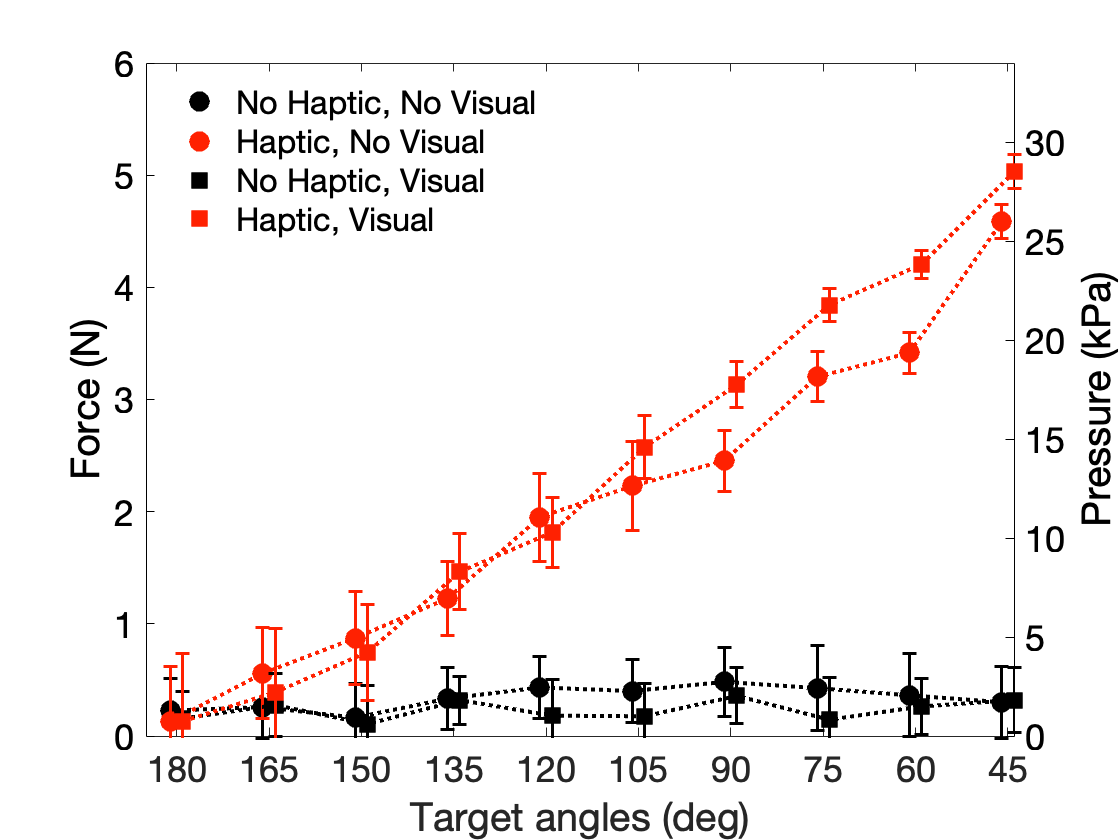 6
5
4
3
2
1
0
Force (N)
No Haptic, No Visual
Haptic, No Visual
No Haptic, Visual
Haptic, Visual
30
25
20
15
10
5
0
Pressure (kPa)
180 165 150 135 120 105 90 75 60 45
Target angles (deg)